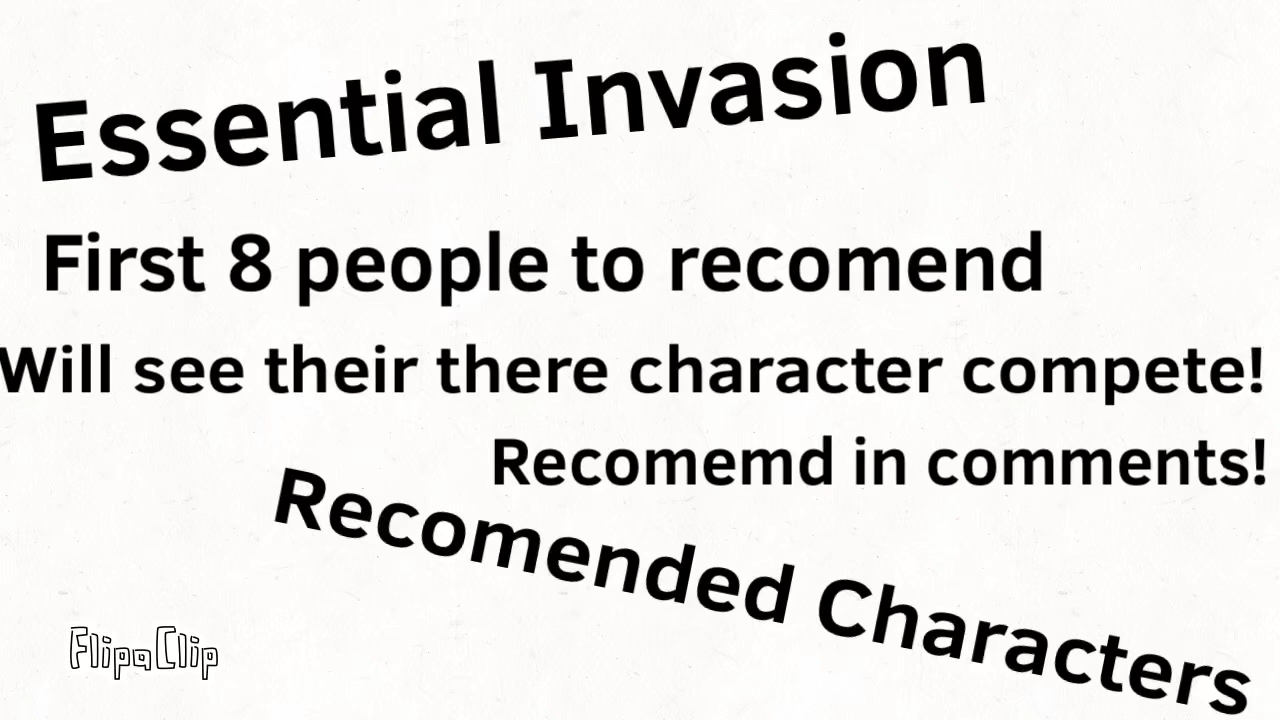 Essential Invasion
First 8 people to recomend
Will see their there character compete!
Recomemd in comments!
Recomended Characters
FlipaClip